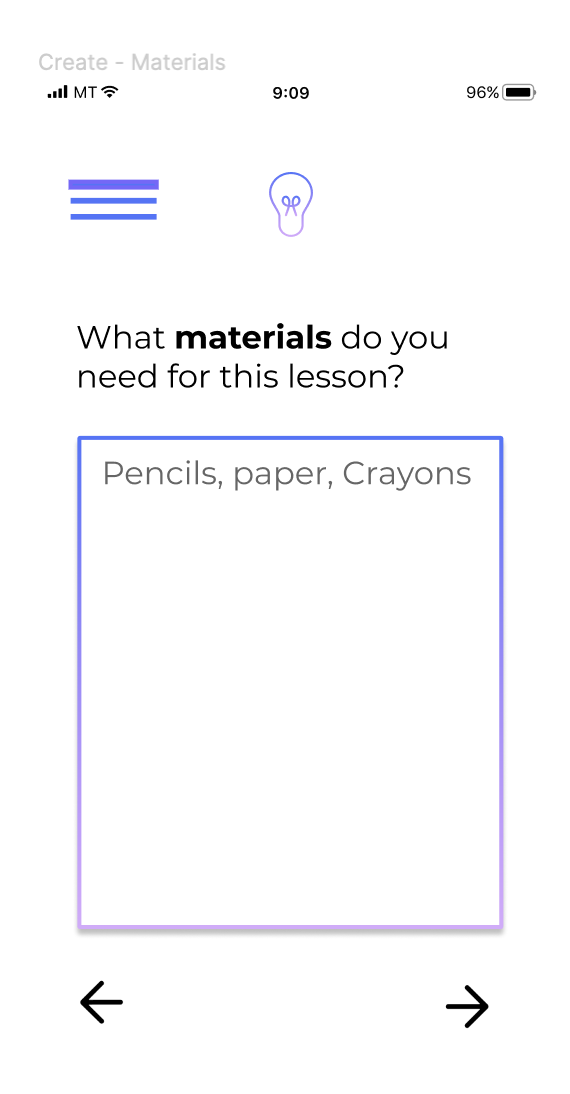 Create - Materials
MT 9:09 96%
What materials do you
need for this lesson?
Pencils, paper, Crayons